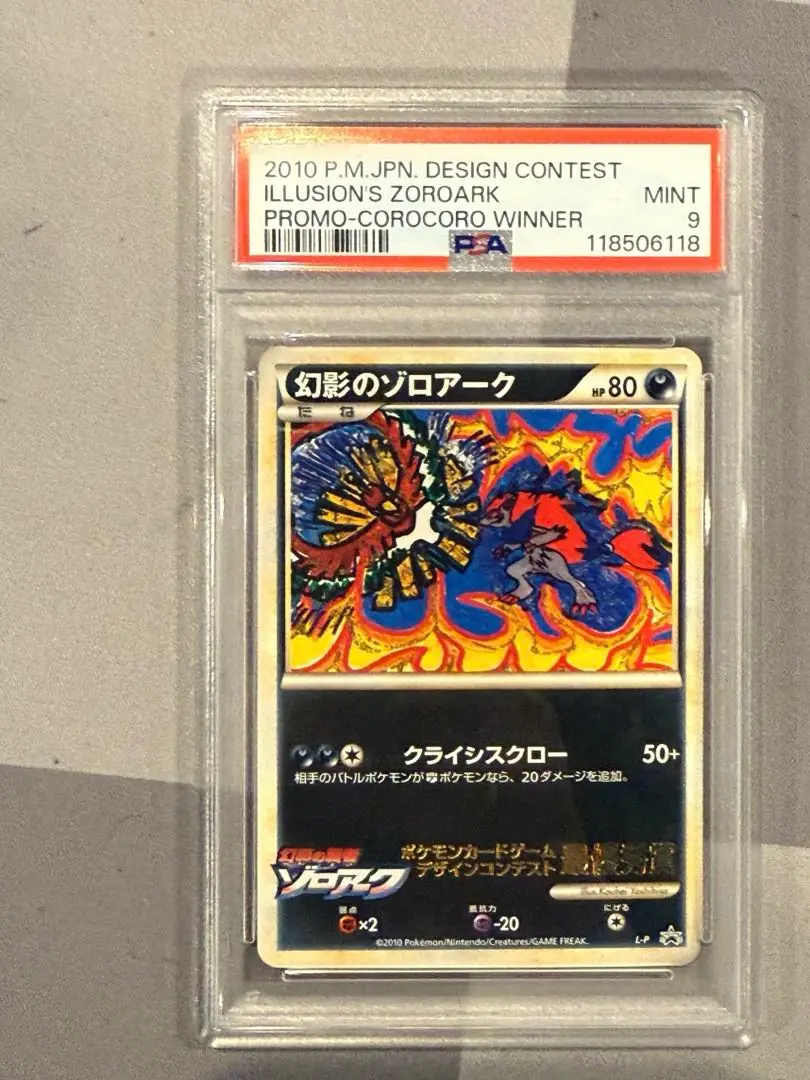 2010 P.M.JPN. DESIGN CONTEST
ILLUSION'S ZOROARK MINT
PROMO-COROCORO WINNER 9
PSA 118506118
幻影のゾロアーク HP80
たね
クライシスクロー 50+
相手のバトルポケモンが ポケモンなら、20ダメージを追加。
幻影の覇者
ゾロアーク
ポケモンカードゲーム
デザインコンテスト
弱点 抵抗力 にげる
×2 -20
©2010 Pokémon/Nintendo/Creatures/GAME FREAK. L-P